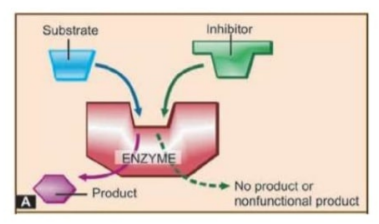 Substrate
Inhibitor
ENZYME
Product
No product or
nonfunctional product
A